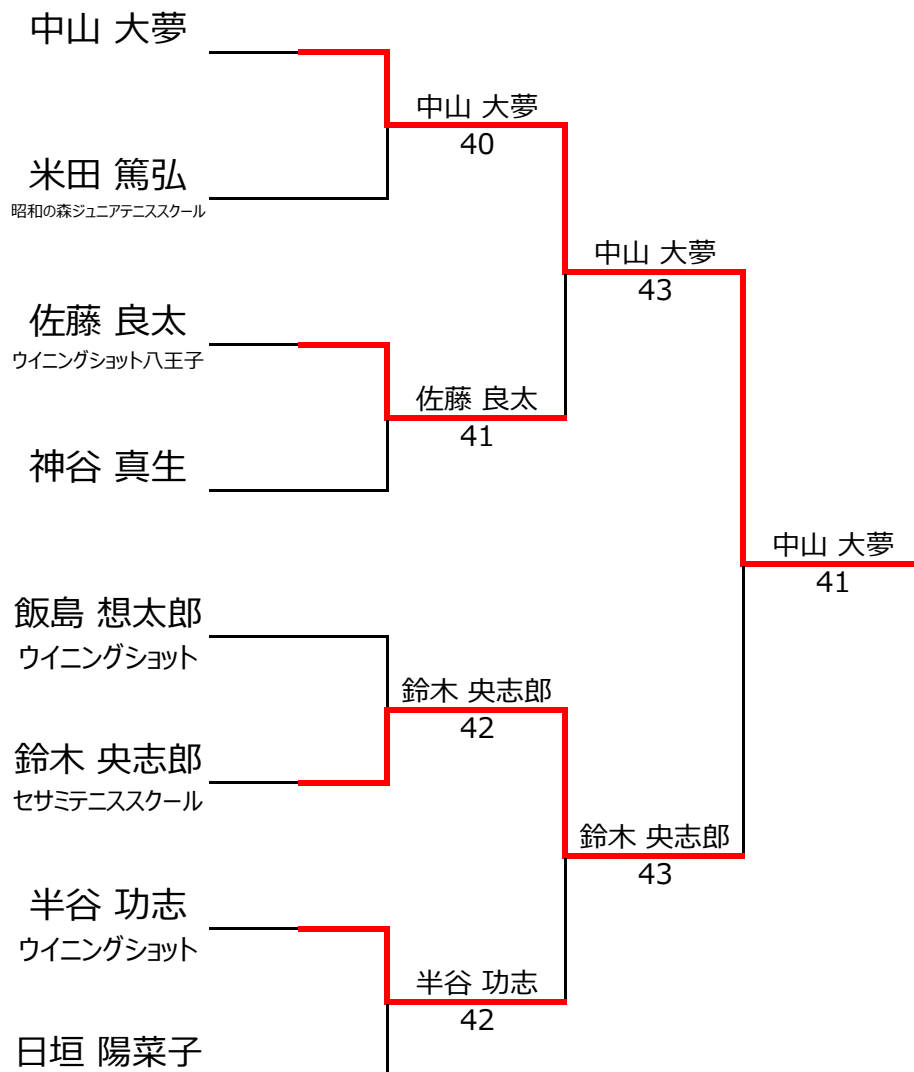 中山 大夢
米田 篤弘
昭和の森ジュニアテニススクール
佐藤 良太
ウイニングショット八王子
神谷 真生
飯島 想太郎
ウイニングショット
鈴木 央志郎
セサミテニススクール
半谷 功志
ウイニングショット
日垣 陽菜子
中山 大夢
40
佐藤 良太
41
鈴木 央志郎
42
半谷 功志
42
中山 大夢
43
鈴木 央志郎
43
中山 大夢
41